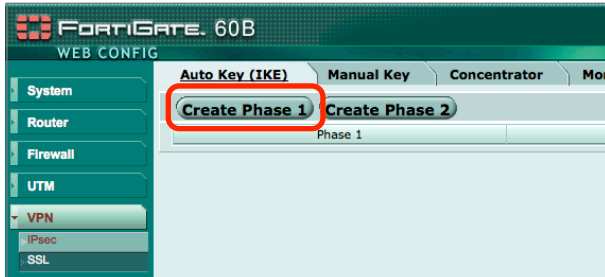 FORTIGATE. 60B
WEB CONFIG
Auto Key (IKE) Manual Key Concentrator
Create Phase 1 Create Phase 2
Phase 1
System
Router
Firewall
UTM
VPN
IPsec
SSL